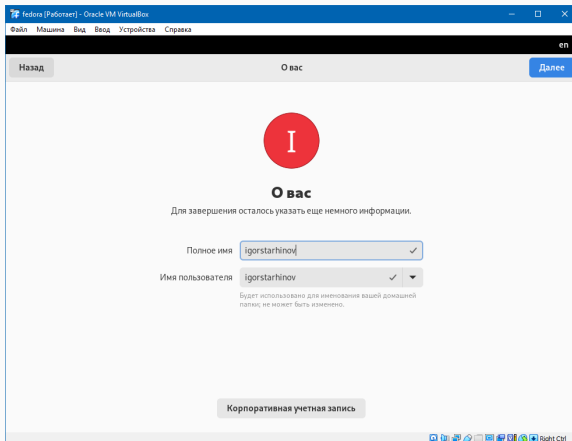 fedora [Работает] - Oracle VM VirtualBox
Файл Машина Вид Ввод Устройства Справка
en
Назад О вас Далее
I
О вас
Для завершения осталось указать еще немного информации.
Полное имя igorstarhinov
Имя пользователя igorstarhinov
Будет использовано для именования вашей домашней
папки; не может быть изменено.
Корпоративная учетная запись
Right Ctrl